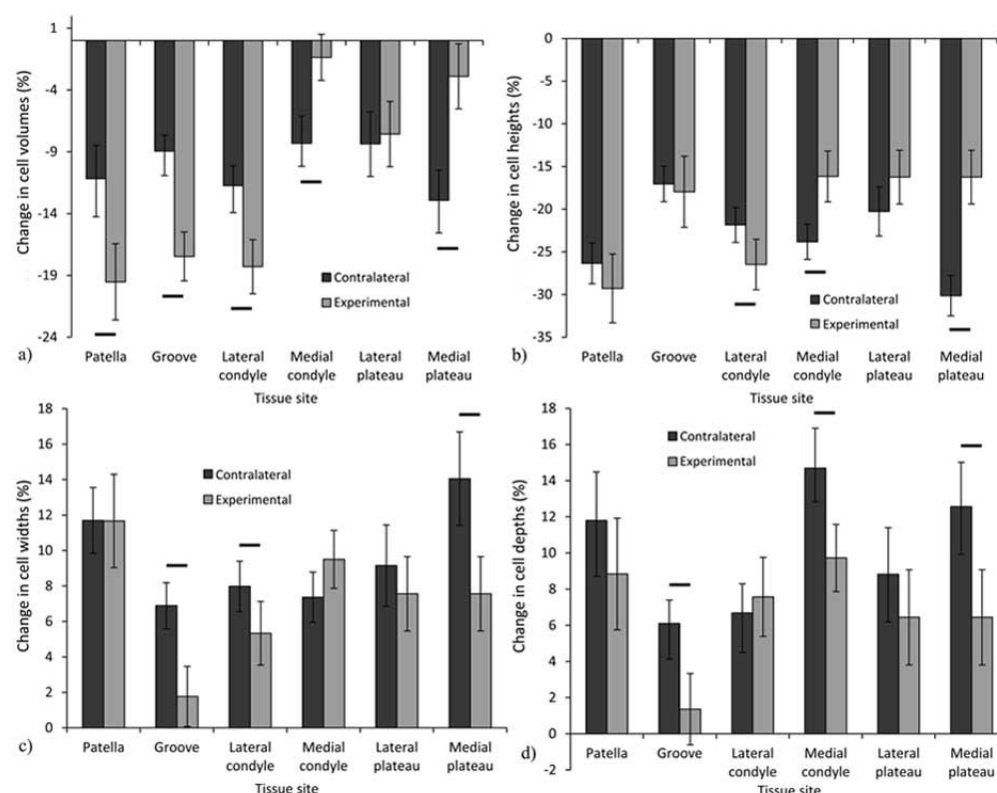 1
-4
-9
-14
-19
-24
Change in cell volumes (%)
Contralateral
Experimental
a)
Patella Groove Lateral condyle Medial condyle Lateral plateau Medial plateau
Tissue site
0
-5
-10
-15
-20
-25
-30
-35
Change in cell heights (%)
Contralateral
Experimental
b)
Patella Groove Lateral condyle Medial condyle Lateral plateau Medial plateau
Tissue site
18
16
14
12
10
8
6
4
2
0
Change in cell widths (%)
Contralateral
Experimental
c)
Patella Groove Lateral condyle Medial condyle Lateral plateau Medial plateau
Tissue site
18
16
14
12
10
8
6
4
2
0
-2
Change in cell depths (%)
Contralateral
Experimental
d)
Patella Groove Lateral condyle Medial condyle Lateral plateau Medial plateau
Tissue site